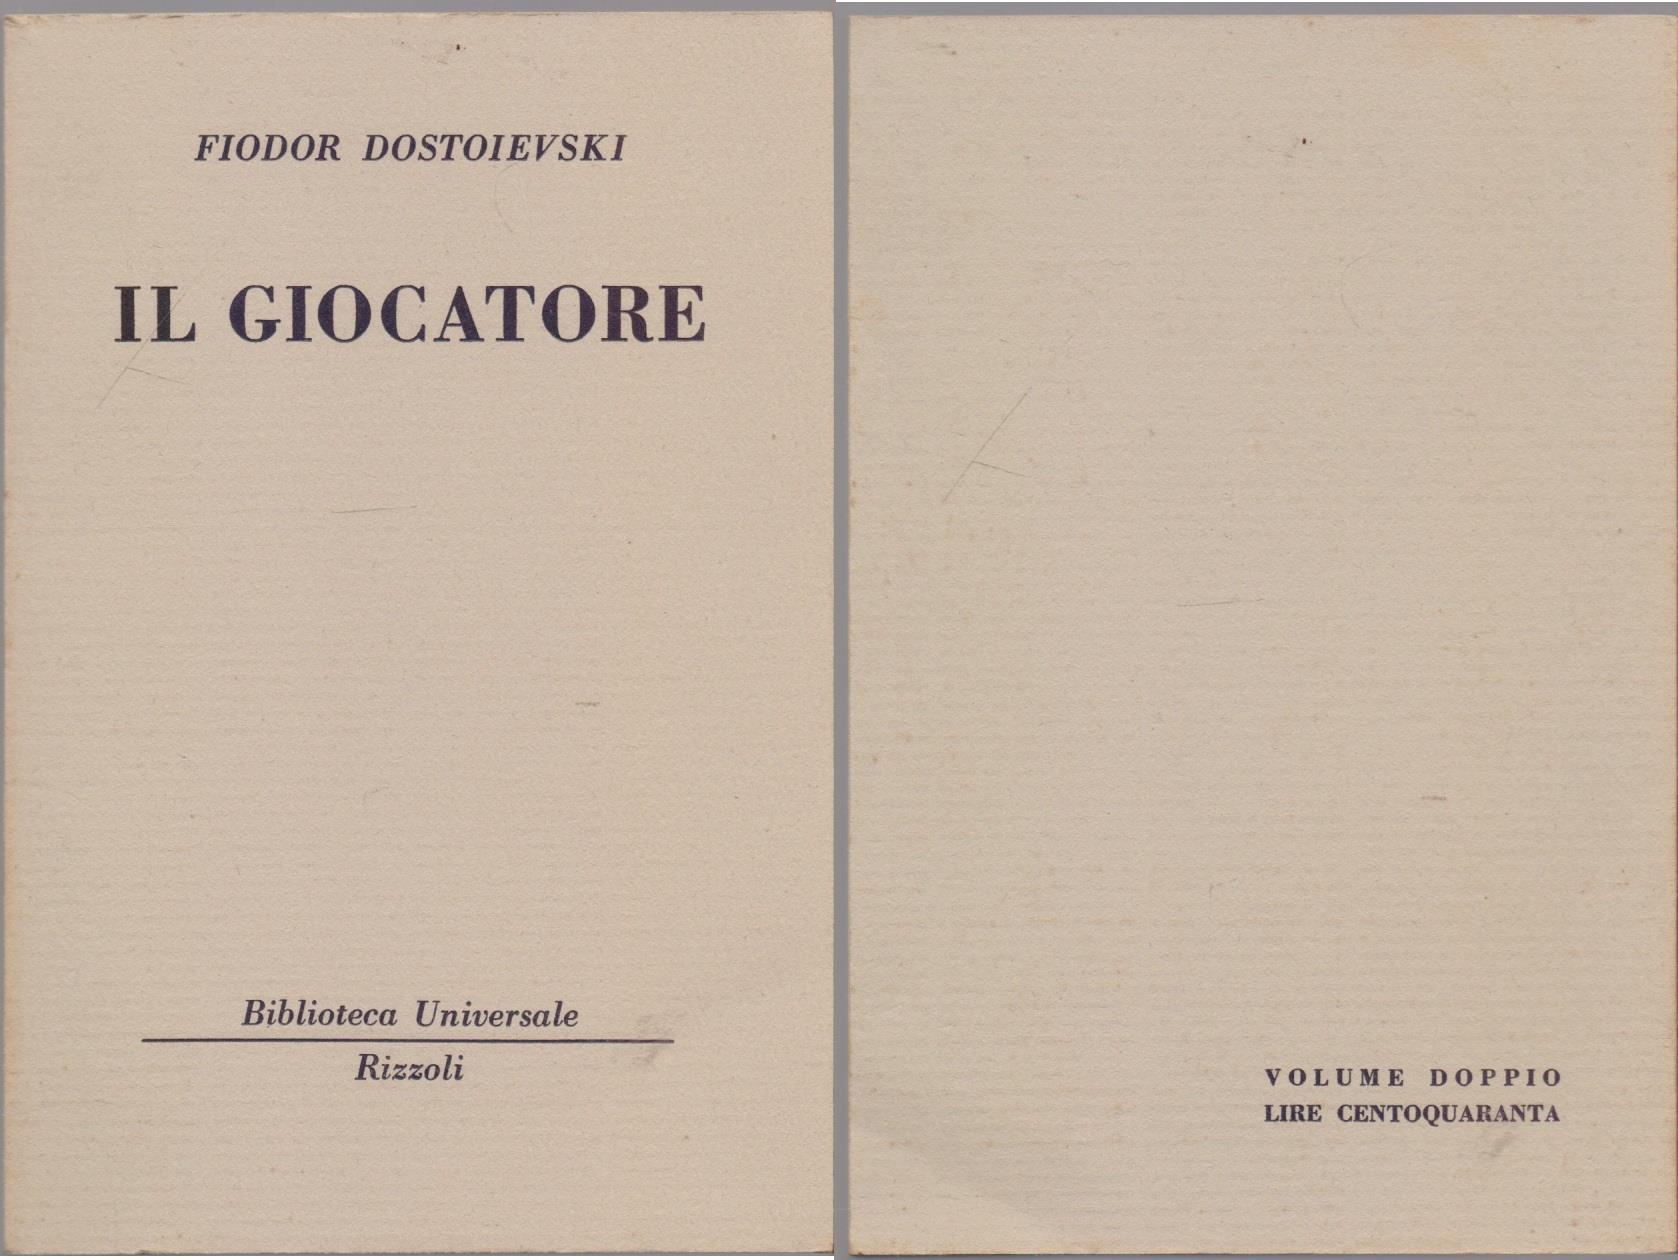 FIODOR DOSTOIEVSKI
IL GIOCATORE
Biblioteca Universale
Rizzoli
VOLUME DOPPIO
LIRE CENTOQUARANTA